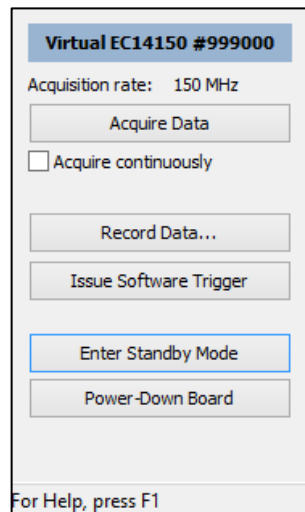 Virtual EC14150 #999000
Acquisition rate: 150 MHz
Acquire Data
Acquire continuously
Record Data...
Issue Software Trigger
Enter Standby Mode
Power-Down Board
For Help, press F1